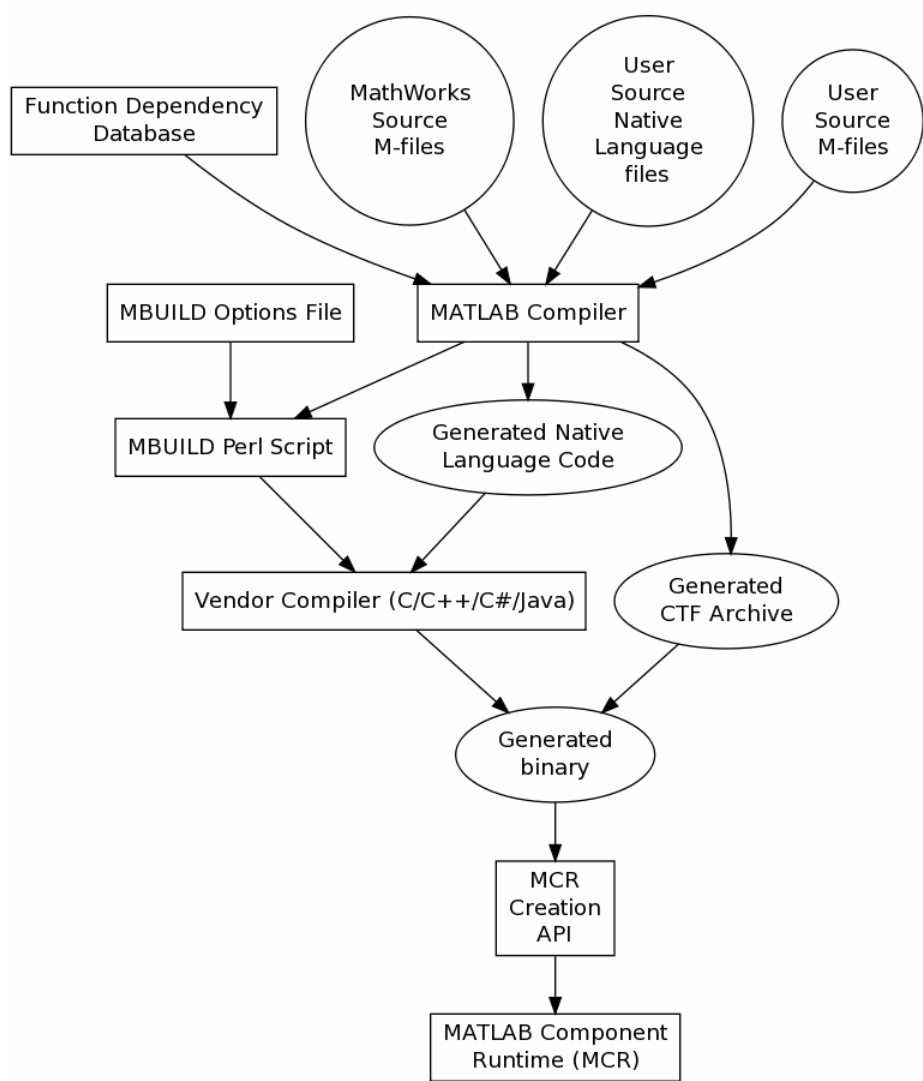 Function Dependency
Database
MathWorks
Source
M-files
User
Source
Native
Language
files
User
Source
M-files
MBUILD Options File
MATLAB Compiler
MBUILD Perl Script
Generated Native
Language Code
Vendor Compiler (C/C++/C#/Java)
Generated
CTF Archive
Generated
binary
MCR
Creation
API
MATLAB Component
Runtime (MCR)